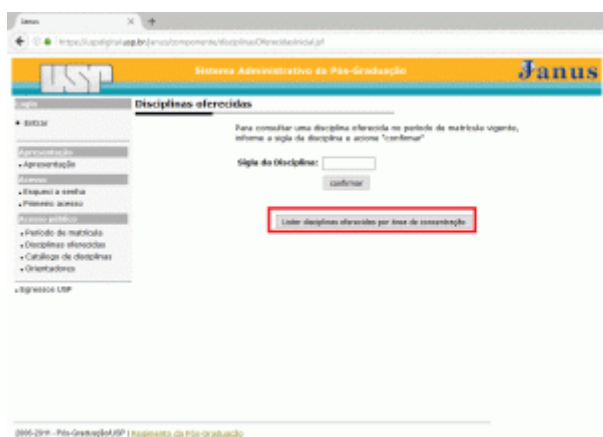 Janus
https://uspdigital.usp.br/janus/componente/disciplinasOferecidasInicial.jsf
USP
Sistema Administrativo da Pós-Graduação
Janus
Login
Entrar
Apresentação
Apresentação
Acesso
Esqueci a senha
Primeiro acesso
Acesso público
Período de matrícula
Disciplinas oferecidas
Catálogo de disciplinas
Orientadores
Egressos USP
Disciplinas oferecidas
Para consultar uma disciplina oferecida no período de matrícula vigente,
informe a sigla da disciplina e acione "confirmar"
Sigla da Disciplina:
confirmar
Listar disciplinas oferecidas por área de concentração
Pós-Graduação/USP | Regimento da Pós-Graduação